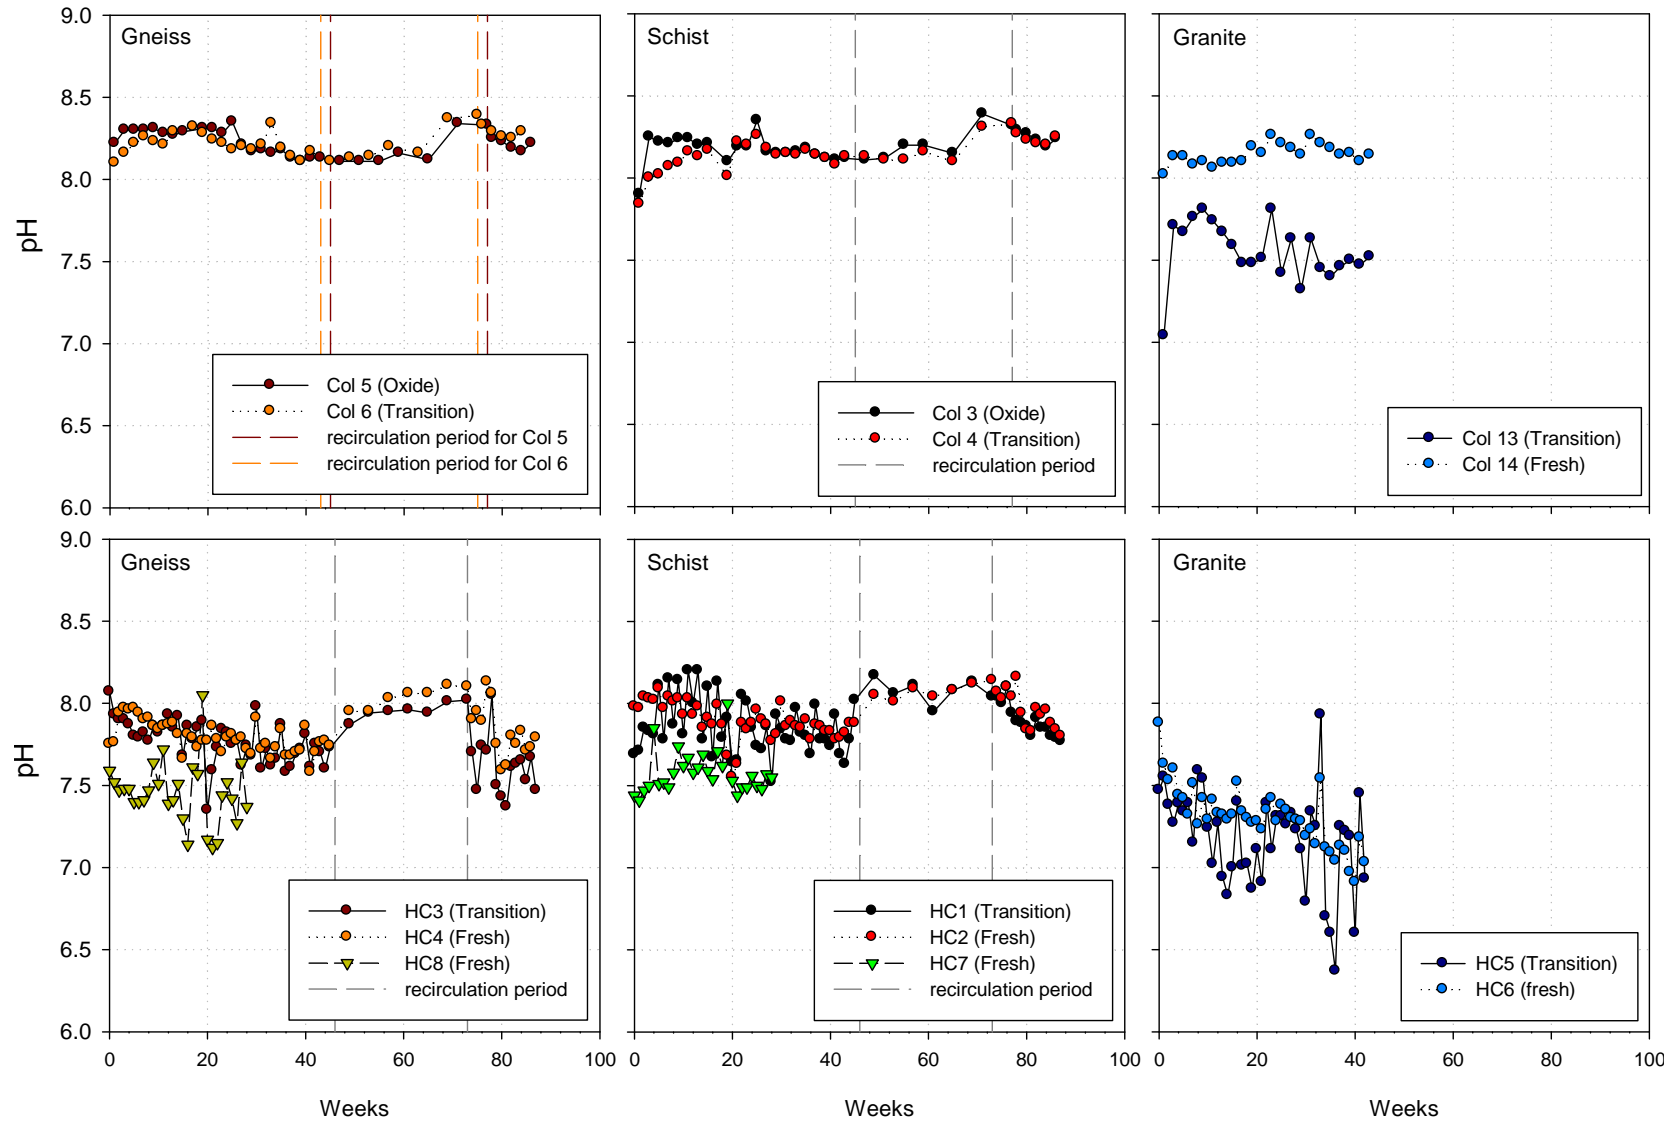 9.0
8.5
8.0
7.5
7.0
6.5
6.0
pH
Gneiss
Col 5 (Oxide)
Col 6 (Transition)
recirculation period for Col 5
recirculation period for Col 6
Schist
Col 3 (Oxide)
Col 4 (Transition)
recirculation period
Granite
Col 13 (Transition)
Col 14 (Fresh)
9.0
8.5
8.0
7.5
7.0
6.5
6.0
pH
Gneiss
HC3 (Transition)
HC4 (Fresh)
HC8 (Fresh)
recirculation period
0 20 40 60 80 100
Weeks
Schist
HC1 (Transition)
HC2 (Fresh)
HC7 (Fresh)
recirculation period
0 20 40 60 80 100
Weeks
Granite
HC5 (Transition)
HC6 (fresh)
0 20 40 60 80 100
Weeks